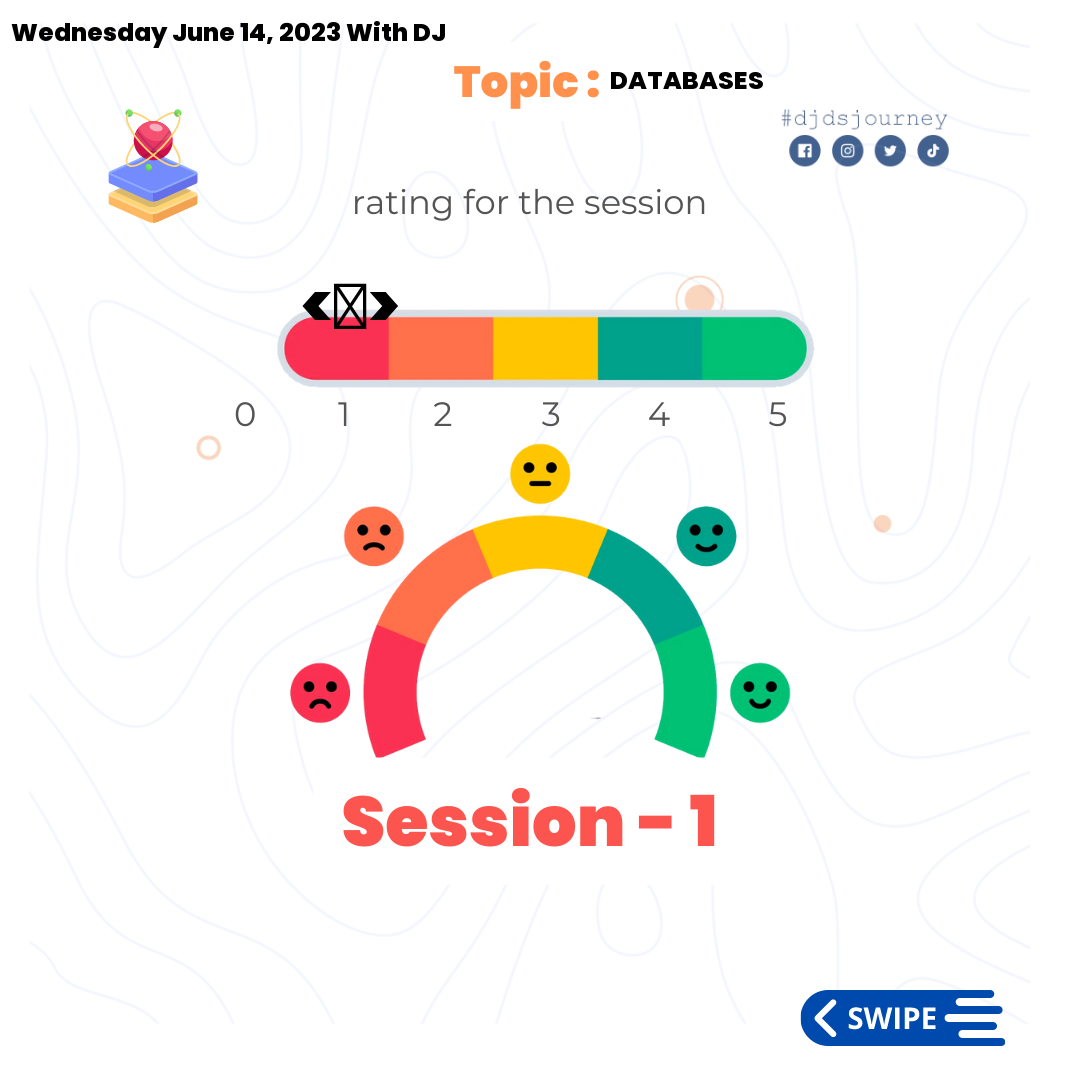 Wednesday June 14, 2023 With DJ
Topic : DATABASES
#djdsjourney
rating for the session
0 1 2 3 4 5
Session - 1
SWIPE